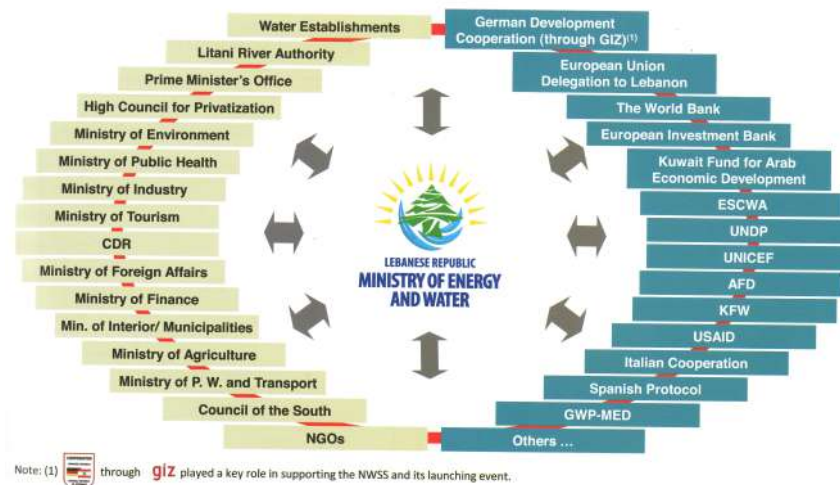 Water Establishments
Litani River Authority
Prime Minister's Office
High Council for Privatization
Ministry of Environment
Ministry of Public Health
Ministry of Industry
Ministry of Tourism
CDR
Ministry of Foreign Affairs
Ministry of Finance
Min. of Interior/ Municipalities
Ministry of Agriculture
Ministry of P. W. and Transport
Council of the South
NGOs
German Development
Cooperation (through GIZ)(1)
European Union
Delegation to Lebanon
The World Bank
European Investment Bank
Kuwait Fund for Arab
Economic Development
ESCWA
UNDP
UNICEF
AFD
KFW
USAID
Italian Cooperation
Spanish Protocol
GWP-MED
Others ...
LEBANESE REPUBLIC
MINISTRY OF ENERGY
AND WATER
Note: (1) through giz played a key role in supporting the NWSS and its launching event.